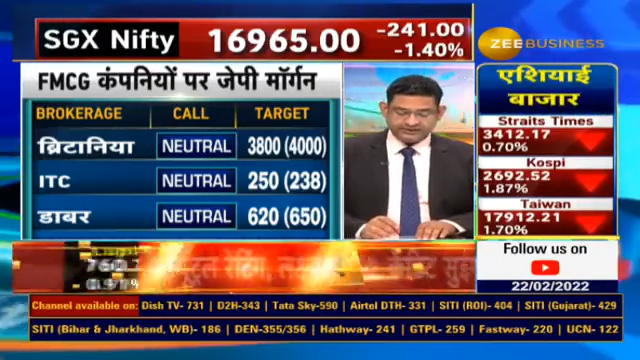 SGX Nifty 16965.00 -241.00 -1.40%
ZEE BUSINESS
FMCG कंपनियों पर जेपी मॉर्गन
BROKERAGE CALL TARGET
ब्रिटानिया NEUTRAL 3800 (4000)
ITC NEUTRAL 250 (238)
डाबर NEUTRAL 620 (650)
एशियाई
बाजार
Straits Times
3412.17
0.70%
Kospi
2692.52
1.87%
Taiwan
17912.21
1.70%
Follow us on
22/02/2022
Channel available on: Dish TV- 731 | D2H-343 | Tata Sky-590 | Airtel DTH- 331 | SITI (ROI)- 404 | SITI (Gujarat)- 429
SITI (Bihar & Jharkhand, WB)- 186 | DEN-355/356 | Hathway- 241 | GTPL- 259 | Fastway- 220 | UCN- 122